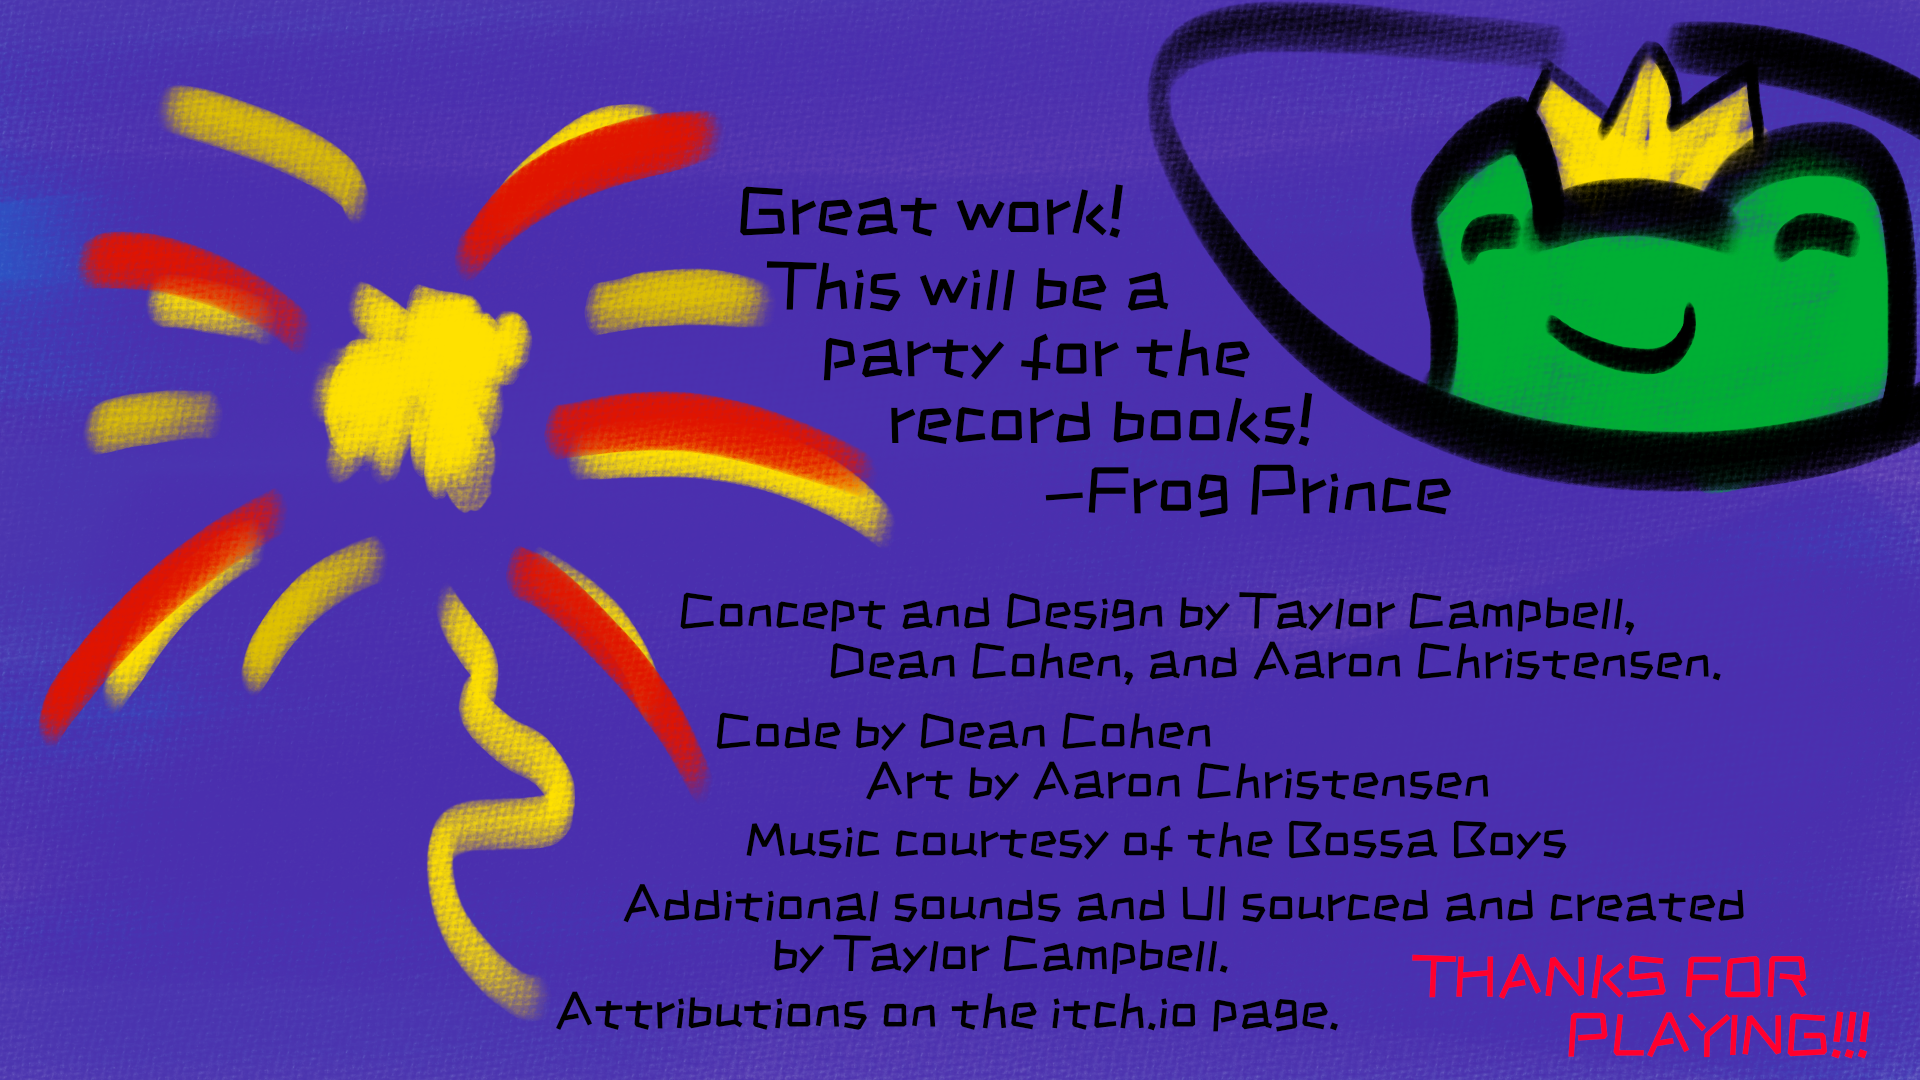 Great work!
This will be a
party for the
record books!
–Frog Prince
Concept and Design by Taylor Campbell,
Dean Cohen, and Aaron Christensen.
Code by Dean Cohen
Art by Aaron Christensen
Music courtesy of the Bossa Boys
Additional sounds and UI sourced and created
by Taylor Campbell.
Attributions on the itch.io page.
THANKS FOR
PLAYING!!!